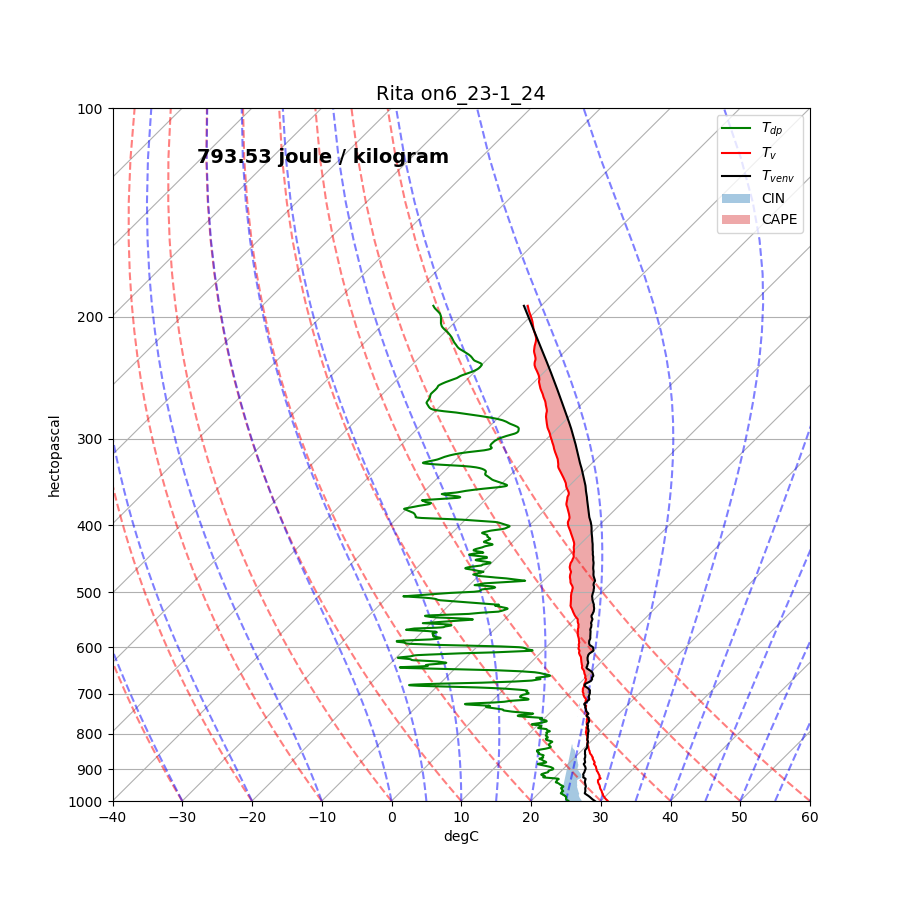 Rita on6_23-1_24
793.53 joule / kilogram
T_dp
T_v
T_venv
CIN
CAPE
hectopascal
100
200
300
400
500
600
700
800
900
1000
−40 −30 −20 −10 0 10 20 30 40 50 60
degC